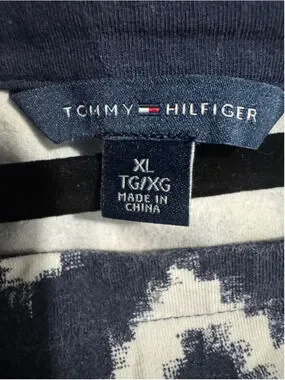 TOMMY HILFIGER
XL
TG/XG
MADE IN
CHINA